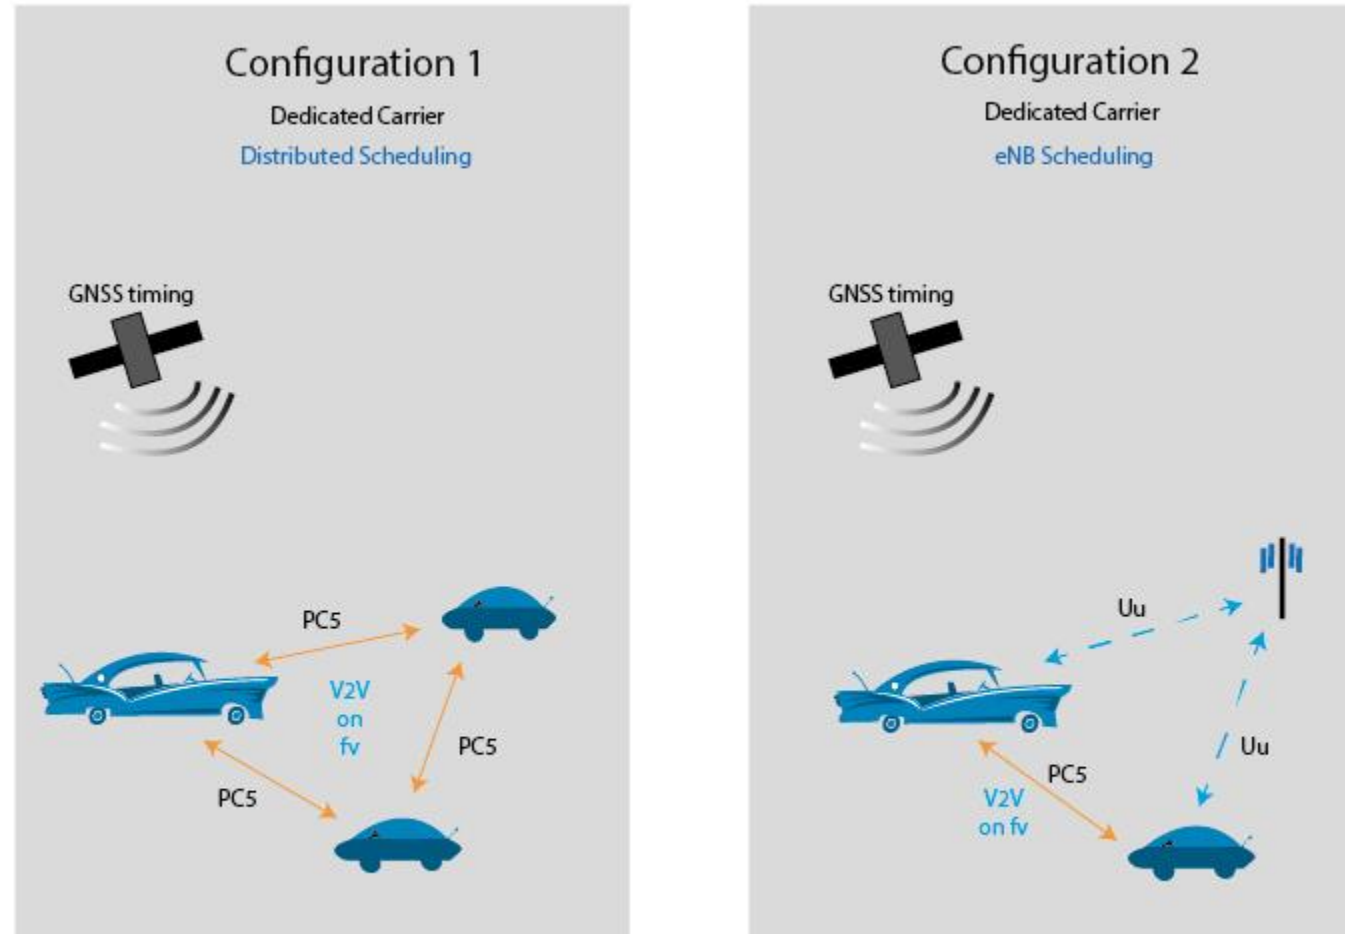 Configuration 1
Dedicated Carrier
Distributed Scheduling
GNSS timing
PC5
V2V
on
fv
PC5
PC5
Configuration 2
Dedicated Carrier
eNB Scheduling
GNSS timing
Uu
Uu
PC5
V2V
on fv